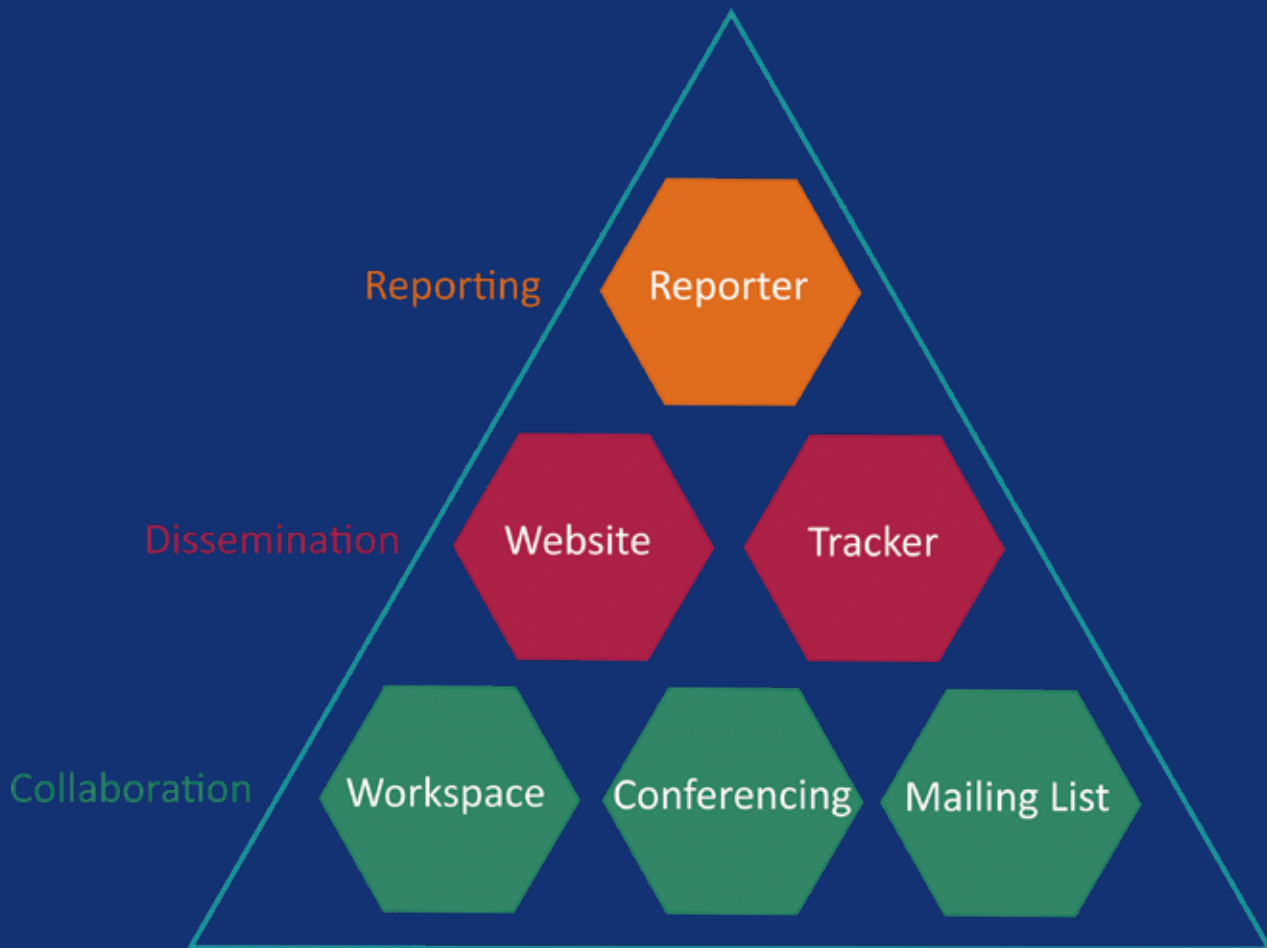 Reporting
Reporter
Dissemination
Website
Tracker
Collaboration
Workspace
Conferencing
Mailing List